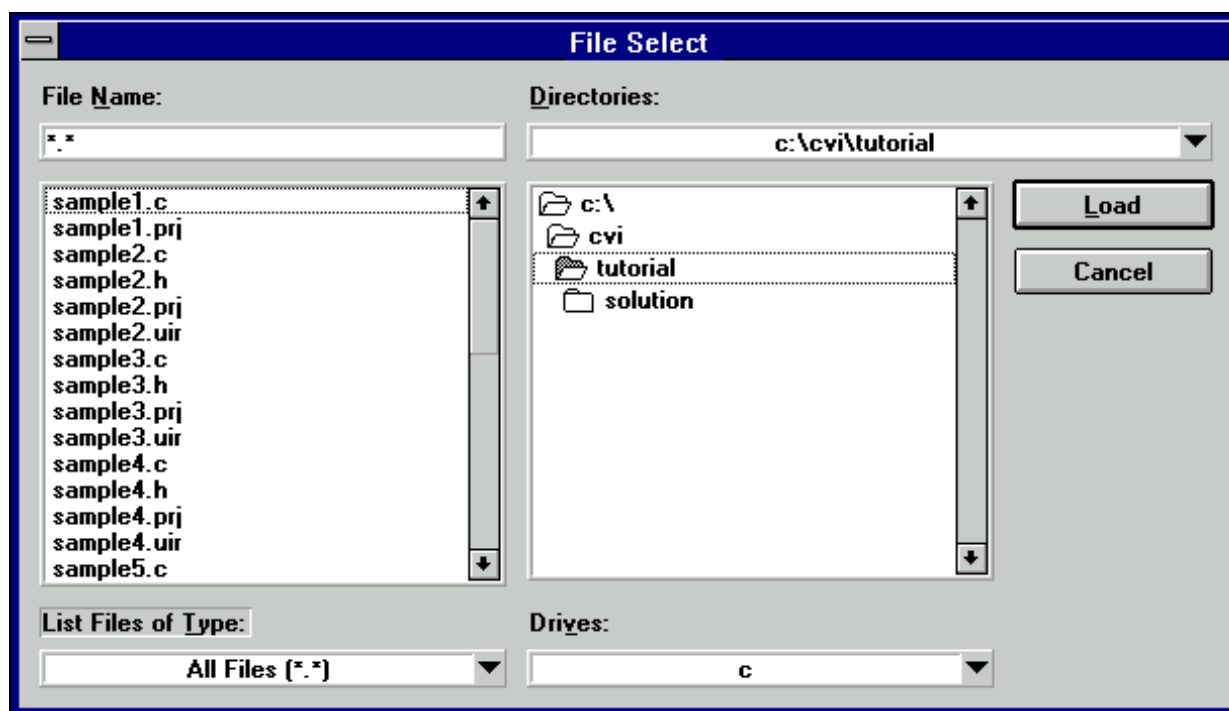 File Select
File Name:
*.*
sample1.c
sample1.prj
sample2.c
sample2.h
sample2.prj
sample2.uir
sample3.c
sample3.h
sample3.prj
sample3.uir
sample4.c
sample4.h
sample4.prj
sample4.uir
sample5.c
List Files of Type:
All Files (*.*)
Directories:
c:\cvi\tutorial
c:\
cvi
tutorial
solution
Drives:
c
Load
Cancel